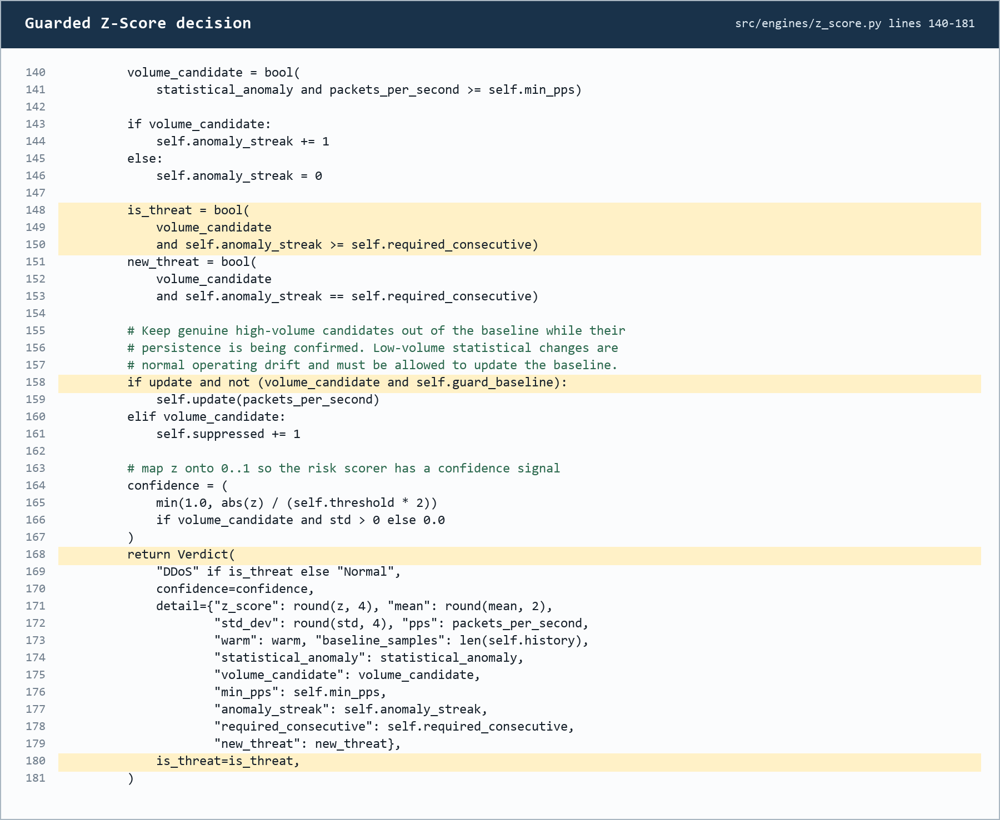 Guarded Z-Score decision
src/engines/z_score.py lines 140-181
140 volume_candidate = bool(
141 statistical_anomaly and packets_per_second >= self.min_pps)
142
143 if volume_candidate:
144 self.anomaly_streak += 1
145 else:
146 self.anomaly_streak = 0
147
148 is_threat = bool(
149 volume_candidate
150 and self.anomaly_streak >= self.required_consecutive)
151 new_threat = bool(
152 volume_candidate
153 and self.anomaly_streak == self.required_consecutive)
154
155 # Keep genuine high-volume candidates out of the baseline while their
156 # persistence is being confirmed. Low-volume statistical changes are
157 # normal operating drift and must be allowed to update the baseline.
158 if update and not (volume_candidate and self.guard_baseline):
159 self.update(packets_per_second)
160 elif volume_candidate:
161 self.suppressed += 1
162
163 # map z onto 0..1 so the risk scorer has a confidence signal
164 confidence = (
165 min(1.0, abs(z) / (self.threshold * 2))
166 if volume_candidate and std > 0 else 0.0
167 )
168 return Verdict(
169 "DDoS" if is_threat else "Normal",
170 confidence=confidence,
171 detail={"z_score": round(z, 4), "mean": round(mean, 2),
172 "std_dev": round(std, 4), "pps": packets_per_second,
173 "warm": warm, "baseline_samples": len(self.history),
174 "statistical_anomaly": statistical_anomaly,
175 "volume_candidate": volume_candidate,
176 "min_pps": self.min_pps,
177 "anomaly_streak": self.anomaly_streak,
178 "required_consecutive": self.required_consecutive,
179 "new_threat": new_threat},
180 is_threat=is_threat,
181 )